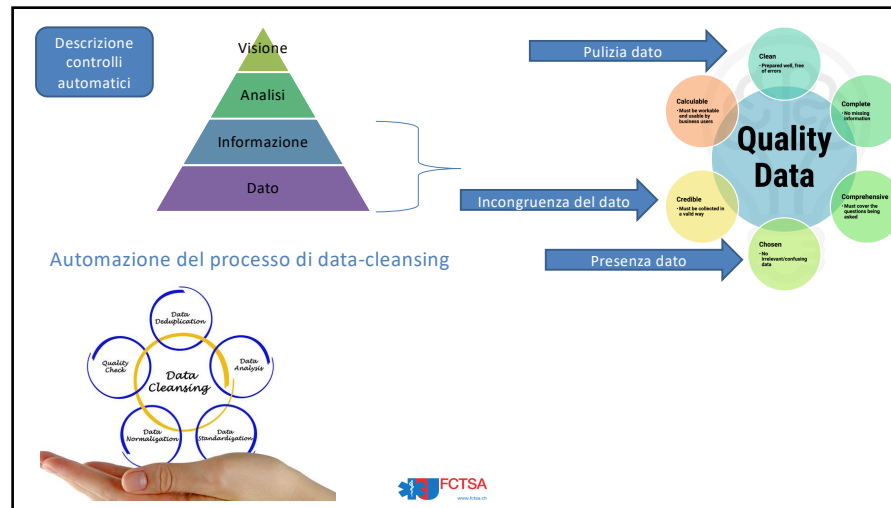 Descrizione
controlli
automatici
Visione
Analisi
Informazione
Dato
Pulizia dato
Incongruenza del dato
Presenza dato
Clean
• Prepared well, free
of errors
Calculable
• Must be workable
and usable by
business users
Complete
• No missing
information
Quality
Data
Credible
• Must be collected in
a valid way
Comprehensive
• Must cover the
questions being
asked
Chosen
• No
irrelevant/confusing
data
Automazione del processo di data-cleansing
Data
Deduplication
Quality
Check
Data
Analysis
Data
Cleansing
Data
Normalization
Data
Standardization
FCTSA
www.fctsa.ch